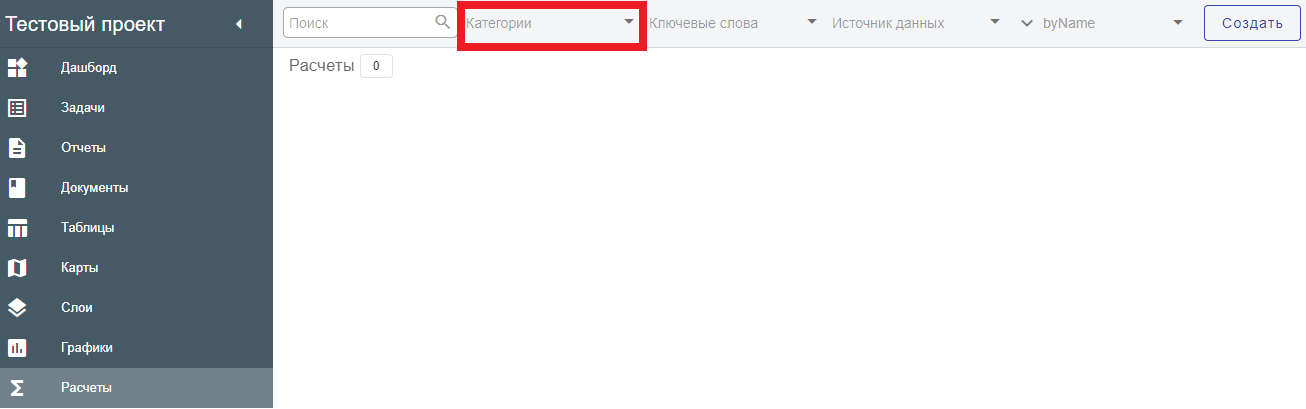 Тестовый проект
Дашборд
Задачи
Отчеты
Документы
Таблицы
Карты
Слои
Графики
Расчеты
Поиск Категории Ключевые слова Источник данных byName Создать
Расчеты 0